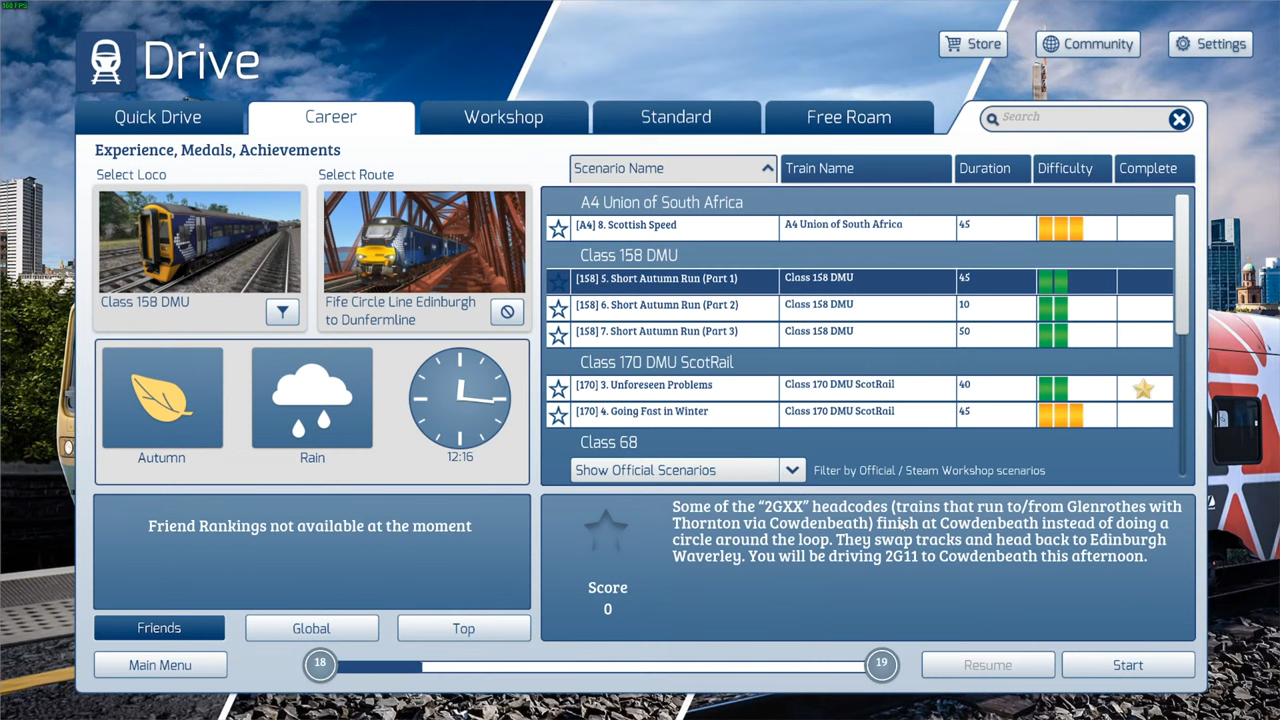 160 FPS
Drive
Store
Community
Settings
Quick Drive
Career
Workshop
Standard
Free Roam
Search
Experience, Medals, Achievements
Select Loco
Select Route
Class 158 DMU
Fife Circle Line Edinburgh
to Dunfermline
Autumn
Rain
12:16
Scenario Name
Train Name
Duration
Difficulty
Complete
A4 Union of South Africa
[A4] 8. Scottish Speed
A4 Union of South Africa
45
Class 158 DMU
[158] 5. Short Autumn Run (Part 1)
Class 158 DMU
45
[158] 6. Short Autumn Run (Part 2)
Class 158 DMU
10
[158] 7. Short Autumn Run (Part 3)
Class 158 DMU
50
Class 170 DMU ScotRail
[170] 3. Unforeseen Problems
Class 170 DMU ScotRail
40
[170] 4. Going Fast in Winter
Class 170 DMU ScotRail
45
Class 68
Show Official Scenarios
Filter by Official / Steam Workshop scenarios
Friend Rankings not available at the moment
Some of the “2GXX” headcodes (trains that run to/from Glenrothes with
Thornton via Cowdenbeath) finish at Cowdenbeath instead of doing a
circle around the loop. They swap tracks and head back to Edinburgh
Waverley. You will be driving 2G11 to Cowdenbeath this afternoon.
Score
0
Friends
Global
Top
Main Menu
18
19
Resume
Start